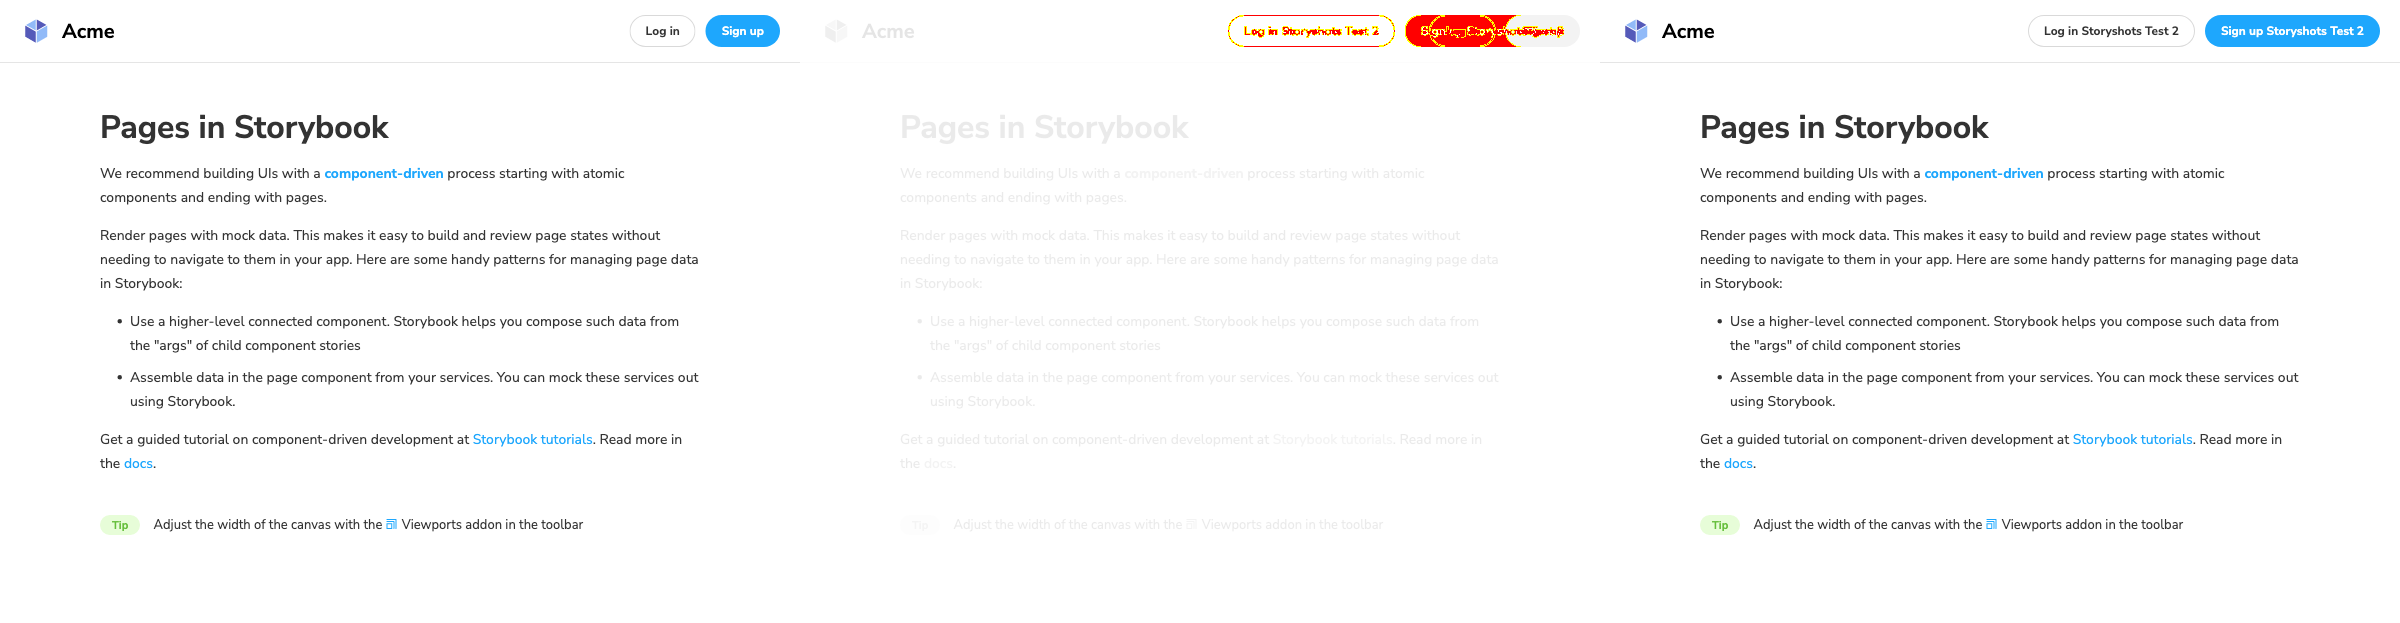 Acme
Log in
Sign up
Pages in Storybook
We recommend building UIs with a component-driven process starting with atomic
components and ending with pages.
Render pages with mock data. This makes it easy to build and review page states without
needing to navigate to them in your app. Here are some handy patterns for managing page data
in Storybook:
• Use a higher-level connected component. Storybook helps you compose such data from
the "args" of child component stories
• Assemble data in the page component from your services. You can mock these services out
using Storybook.
Get a guided tutorial on component-driven development at Storybook tutorials. Read more in
the docs.
Tip
Adjust the width of the canvas with the Viewports addon in the toolbar
Acme
Log in Storyshots Test 2
Pages in Storybook
We recommend building UIs with a component-driven process starting with atomic
components and ending with pages.
Render pages with mock data. This makes it easy to build and review page states without
needing to navigate to them in your app. Here are some handy patterns for managing page data
in Storybook:
• Use a higher-level connected component. Storybook helps you compose such data from
the "args" of child component stories
• Assemble data in the page component from your services. You can mock these services out
using Storybook.
Get a guided tutorial on component-driven development at Storybook tutorials. Read more in
the docs.
Tip
Adjust the width of the canvas with the Viewports addon in the toolbar
Acme
Log in Storyshots Test 2
Sign up Storyshots Test 2
Pages in Storybook
We recommend building UIs with a component-driven process starting with atomic
components and ending with pages.
Render pages with mock data. This makes it easy to build and review page states without
needing to navigate to them in your app. Here are some handy patterns for managing page data
in Storybook:
• Use a higher-level connected component. Storybook helps you compose such data from
the "args" of child component stories
• Assemble data in the page component from your services. You can mock these services out
using Storybook.
Get a guided tutorial on component-driven development at Storybook tutorials. Read more in
the docs.
Tip
Adjust the width of the canvas with the Viewports addon in the toolbar